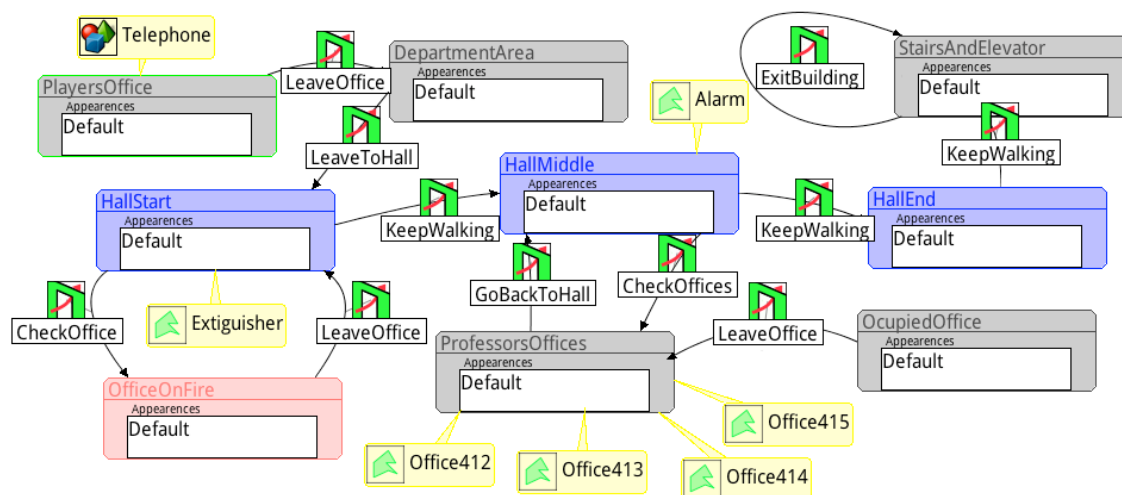 Telephone
PlayersOffice
Appearences
Default
LeaveOffice
DepartmentArea
Appearences
Default
ExitBuilding
StairsAndElevator
Appearences
Default
KeepWalking
LeaveToHall
Alarm
HallStart
Appearences
Default
KeepWalking
HallMiddle
Appearences
Default
KeepWalking
HallEnd
Appearences
Default
CheckOffice
Extiguisher
LeaveOffice
GoBackToHall
CheckOffices
LeaveOffice
OcupiedOffice
Appearences
Default
ProfessorsOffices
Appearences
Default
OfficeOnFire
Appearences
Default
Office412
Office413
Office414
Office415